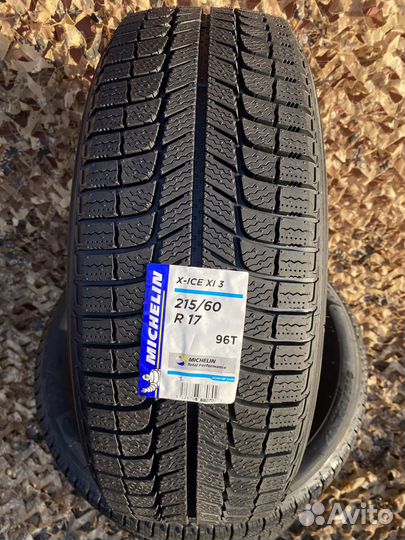 X-ICE XI 3
215/60
R 17
96T
MICHELIN
MICHELIN
Total Performance
Avito